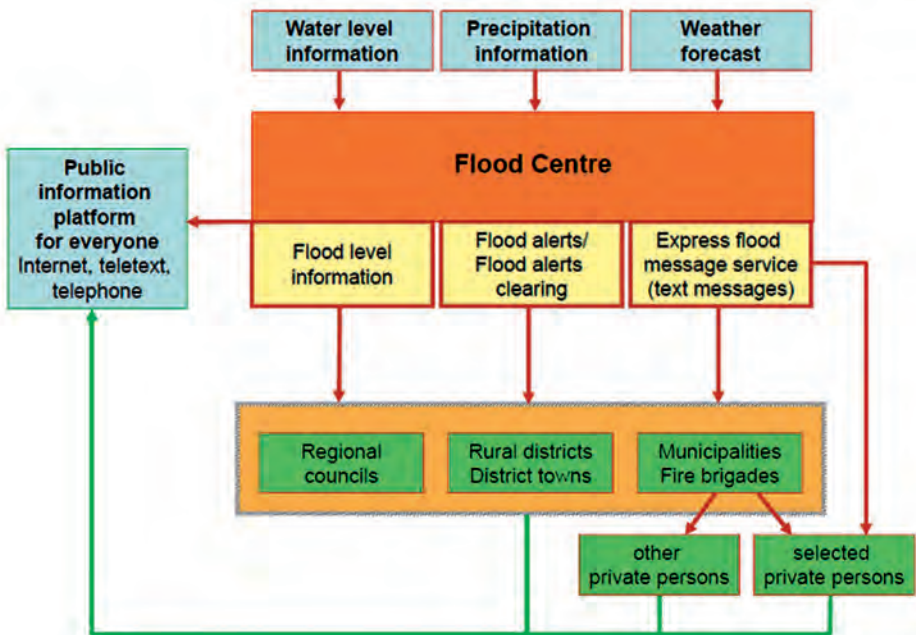 Water level
information
Precipitation
information
Weather
forecast
Flood Centre
Public
information
platform
for everyone
Internet, teletext,
telephone
Flood level
information
Flood alerts/
Flood alerts
clearing
Express flood
message service
(text messages)
Regional
councils
Rural districts
District towns
Municipalities
Fire brigades
other
private persons
selected
private persons